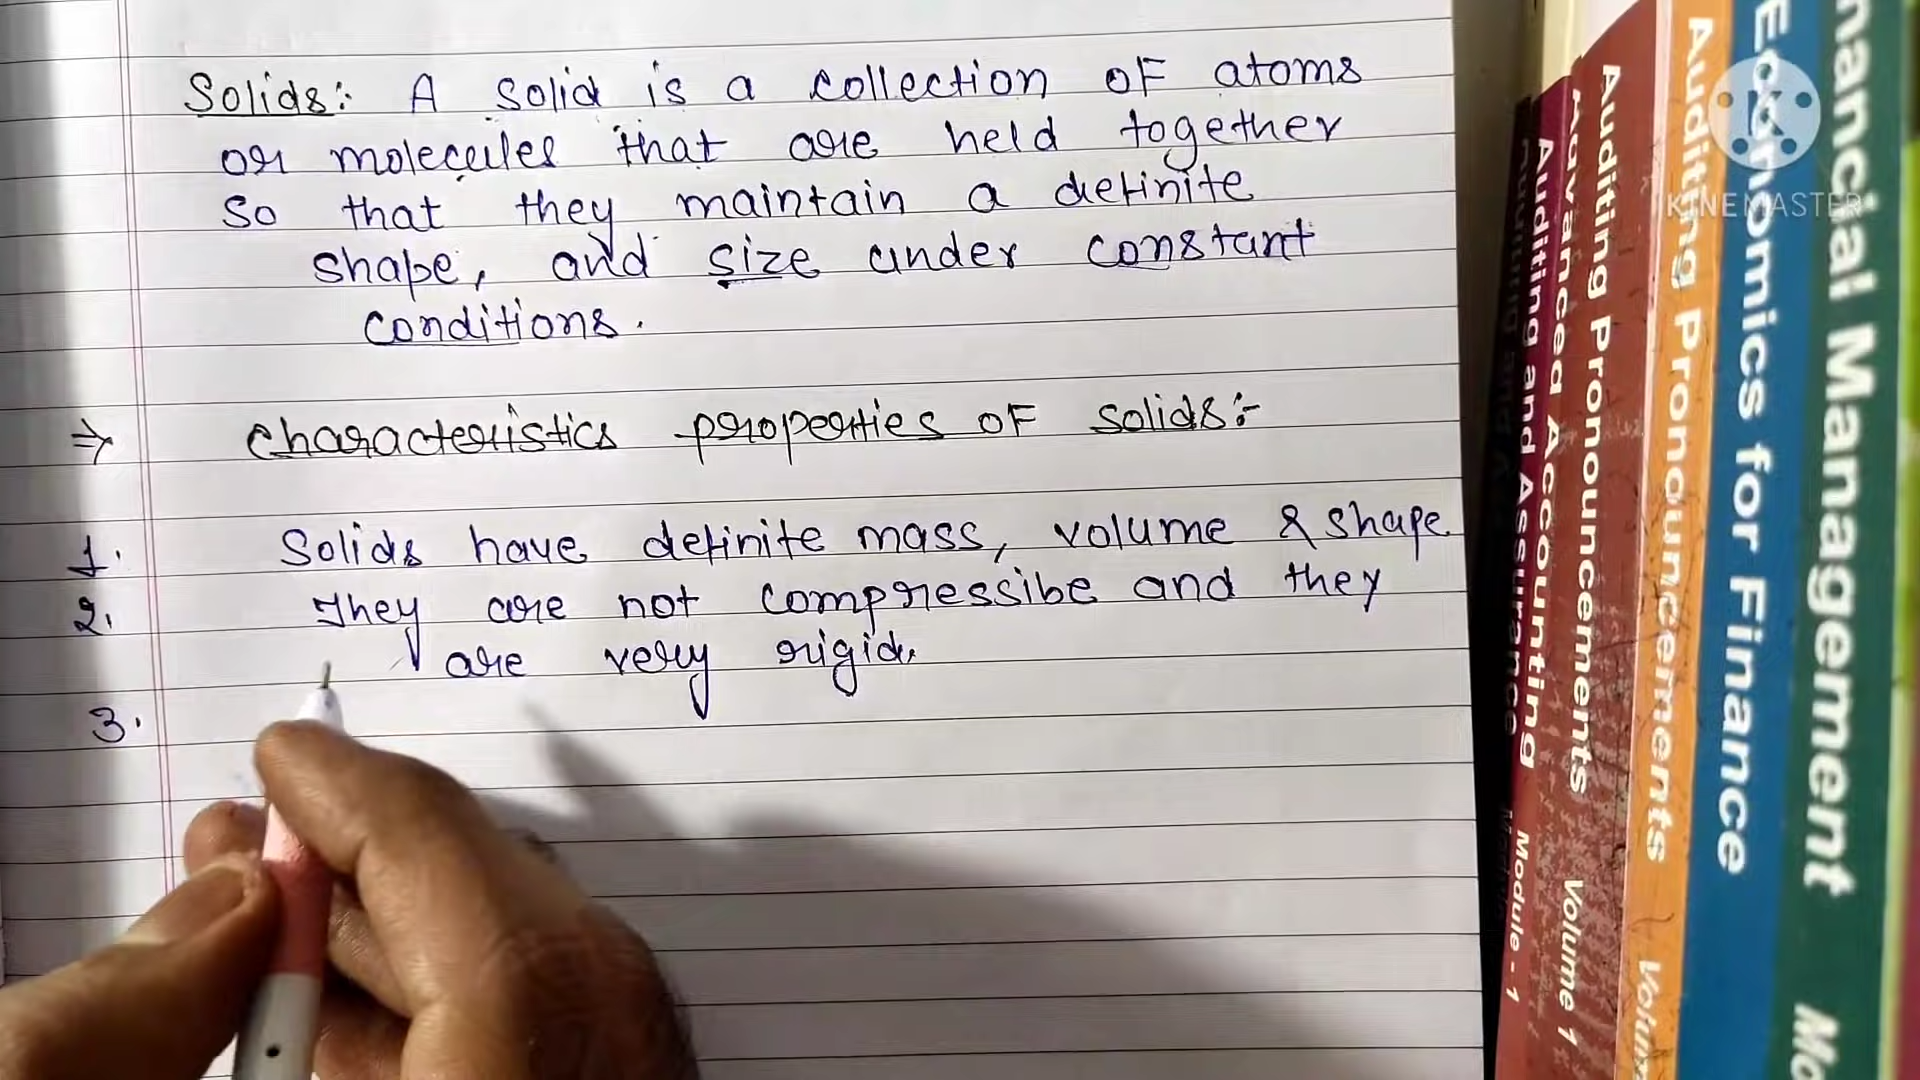 Solids:- A solid is a collection of atoms
or molecules that are held together
so that they maintain a definite
shape, and size under constant
conditions.
⇒ Characteristics properties of solids:-
1. Solids have definite mass, volume & shape
2. They are not compressibe and they
are very rigid.
3.
Auditing and Assurance Module - 1
Advanced Accounting
Auditing Pronouncements Volume 1
Auditing Pronouncements
Economics for Finance
nancial Management
KINEMASTER